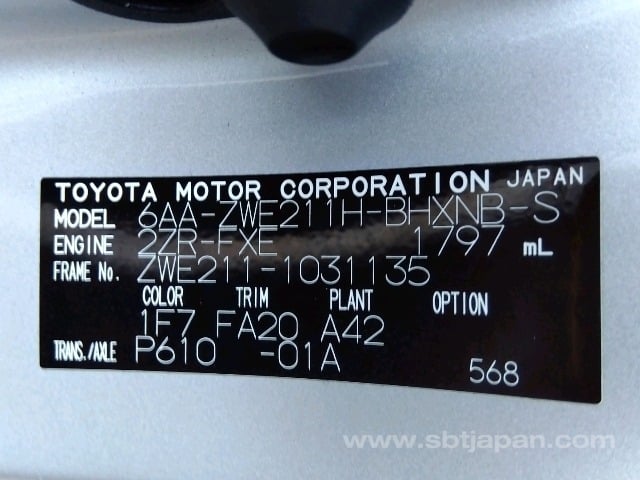 TOYOTA MOTOR CORPORATION JAPAN
MODEL 6AA-ZWE211H-BHXNB-S
ENGINE 2ZR-FXE 1797 mL
FRAME No. ZWE211-1031135
COLOR TRIM PLANT OPTION
1F7 FA20 A42
TRANS./AXLE P610 -01A
568
www.sbtjapan.com